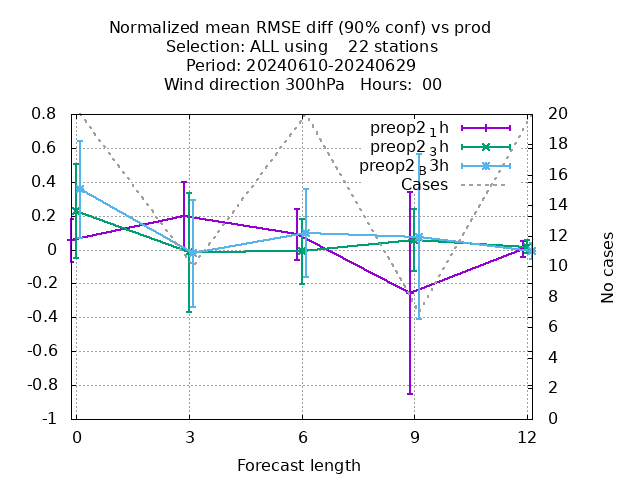 Normalized mean RMSE diff (90% conf) vs prod
Selection: ALL using    22 stations
Period: 20240610-20240629
Wind direction 300hPa   Hours:  00
preop2₁h
preop2₃h
preop2_B3h
Cases
0.8
0.6
0.4
0.2
0
-0.2
-0.4
-0.6
-0.8
-1
20
18
16
14
12
10
8
6
4
2
0
No cases
0 3 6 9 12
Forecast length